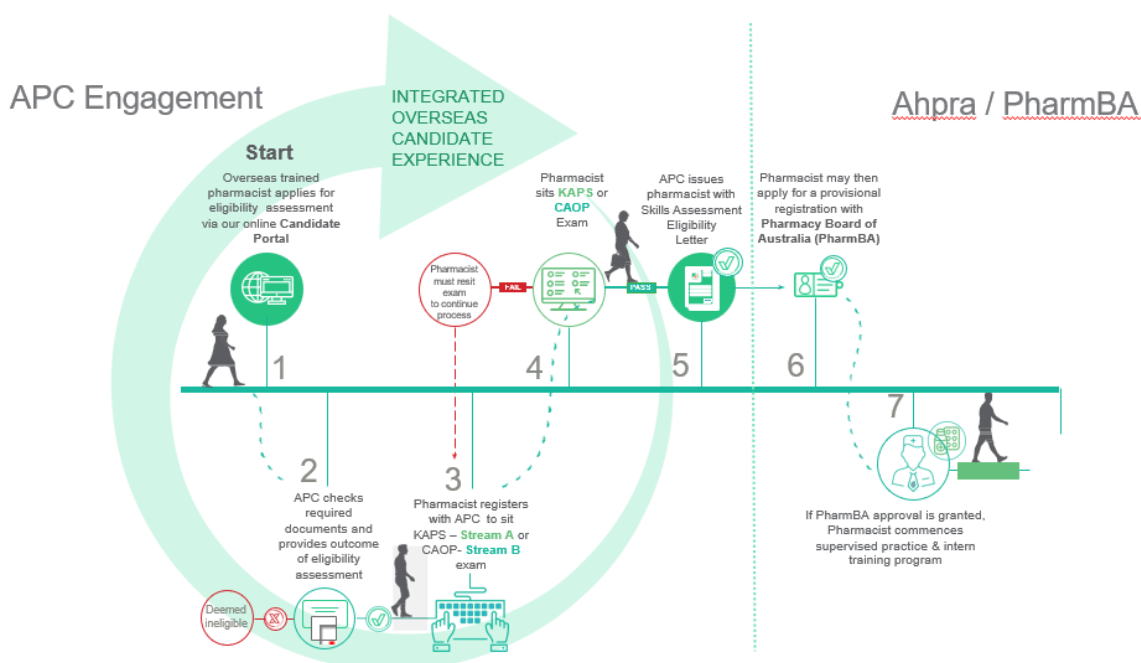 APC Engagement
INTEGRATED
OVERSEAS
CANDIDATE
EXPERIENCE
Ahpra / PharmBA
Start
Overseas trained
pharmacist applies for
eligibility assessment
via our online Candidate
Portal
1
2
APC checks
required
documents and
provides outcome
of eligibility
assessment
Deemed
ineligible
X
3
Pharmacist registers
with APC to sit
KAPS – Stream A or
CAOP- Stream B
exam
Pharmacist
must resit
exam
to continue
process
FAIL
Pharmacist
sits KAPS or
CAOP
Exam
4
PASS
APC issues
pharmacist with
Skills Assessment
Eligibility
Letter
5
Pharmacist may then
apply for a provisional
registration with
Pharmacy Board of
Australia (PharmBA)
6
7
If PharmBA approval is granted,
Pharmacist commences
supervised practice & intern
training program